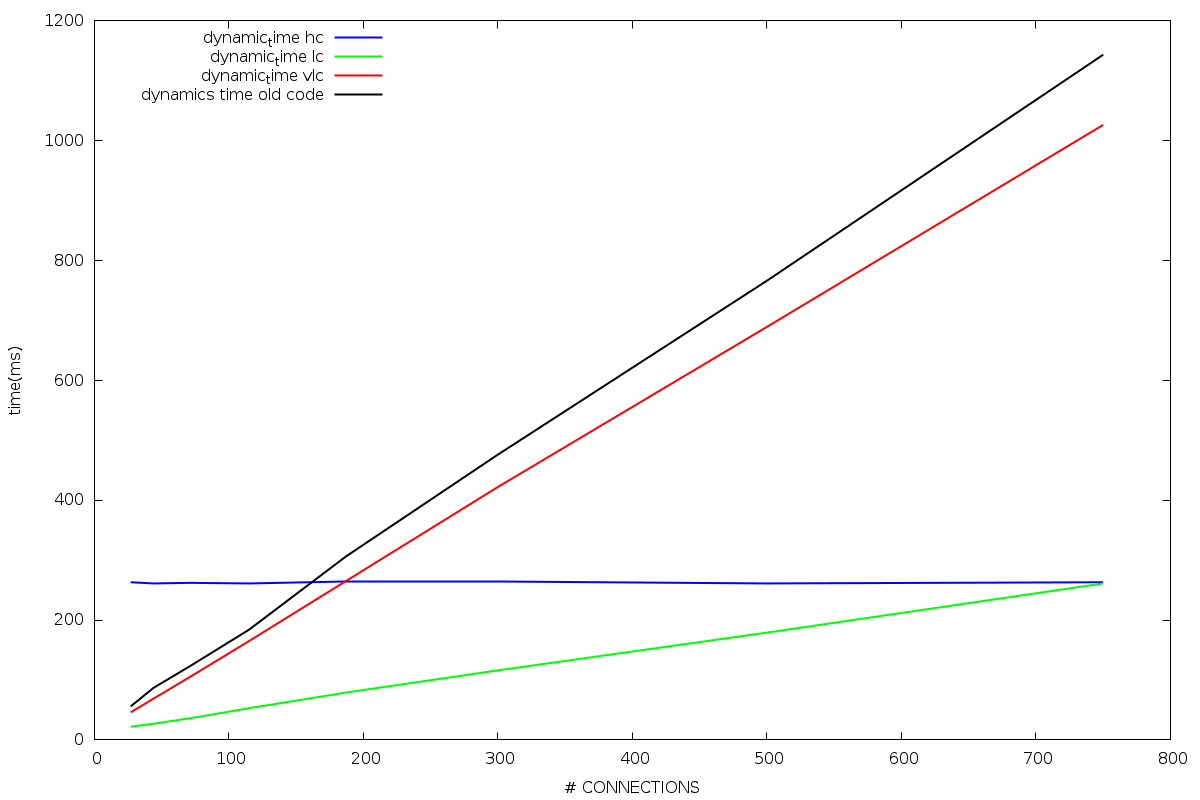 1200
1000
800
600
400
200
0
time(ms)
dynamic_time hc
dynamic_time lc
dynamic_time vlc
dynamics time old code
0 100 200 300 400 500 600 700 800
# CONNECTIONS